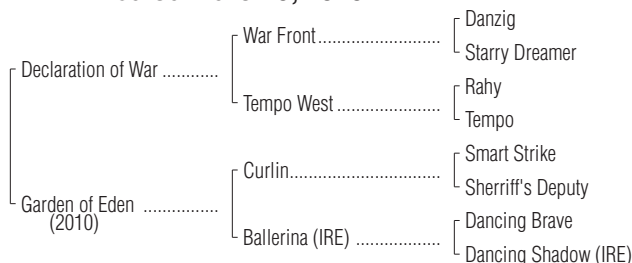 Danzig
War Front..............................
Starry Dreamer
Declaration of War ............
Rahy
Tempo West .........................
Tempo
Smart Strike
Curlin.....................................
Sherriff's Deputy
Garden of Eden ................
(2010)
Dancing Brave
Ballerina (IRE) ....................
Dancing Shadow (IRE)